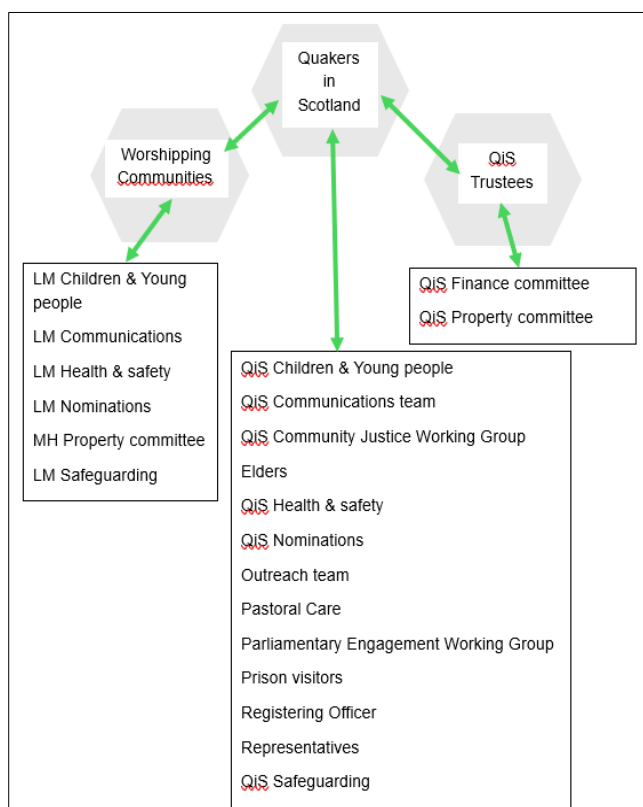 Quakers
in
Scotland
Worshipping
Communities
QiS
Trustees
LM Children & Young
people
LM Communications
LM Health & safety
LM Nominations
MH Property committee
LM Safeguarding
QiS Finance committee
QiS Property committee
QiS Children & Young people
QiS Communications team
QiS Community Justice Working Group
Elders
QiS Health & safety
QiS Nominations
Outreach team
Pastoral Care
Parliamentary Engagement Working Group
Prison visitors
Registering Officer
Representatives
QiS Safeguarding